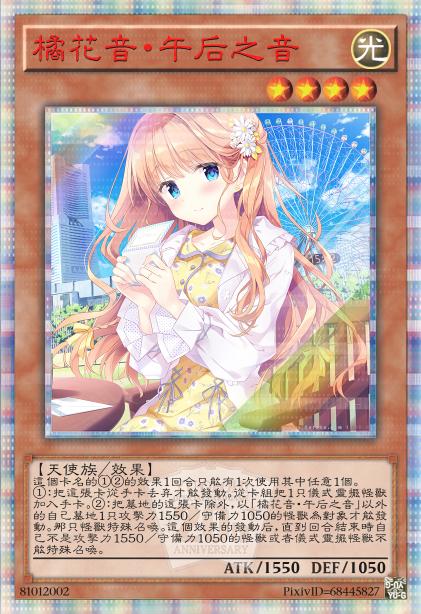 橘花音·午后之音
光
【天使族／效果】
這個卡名的①②的效果1回合只能有1次使用其中任意1個。
①：把這張卡從手卡去弃才能發動。從卡組把1只儀式靈擺怪獸
加入手卡。②：把墓地的這張卡除外，以「橘花音·午后之音」以外
的自己墓地1只攻擊力1550／守備力1050的怪獸為對象才能發
動。那只怪獸特殊召喚。這個效果的發動后，直到回合結束時自
己不是攻擊力1550／守備力1050的怪獸或者儀式靈擺怪獸不
能特殊召喚。
ANNIVERSARY
ATK/1550 DEF/1050
81012002
PixivID=68445827